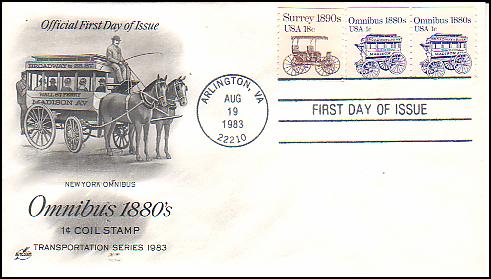 Official First Day of Issue
BROADWAY &
WALL ST FERRY
MADISON AV
NEW YORK OMNIBUS
Omnibus 1880's
1¢ COIL STAMP
TRANSPORTATION SERIES 1983
Artcraft
ARLINGTON, VA
AUG
19
1983
22210
Surrey 1890s
USA 18c
Omnibus 1880s
USA 1c
Omnibus 1880s
USA 1c
FIRST DAY OF ISSUE